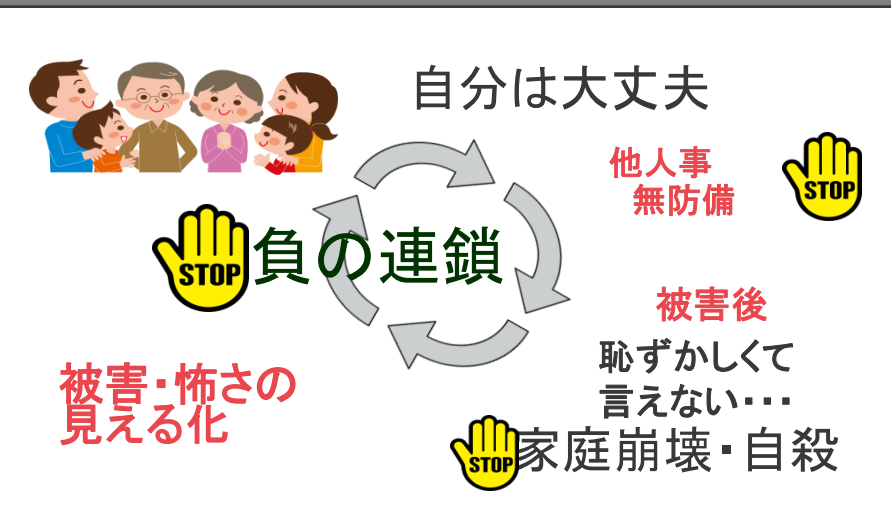 自分は大丈夫
他人事
無防備
STOP
STOP
負の連鎖
被害後
恥ずかしくて
言えない・・・
被害・怖さの
見える化
STOP
家庭崩壊・自殺